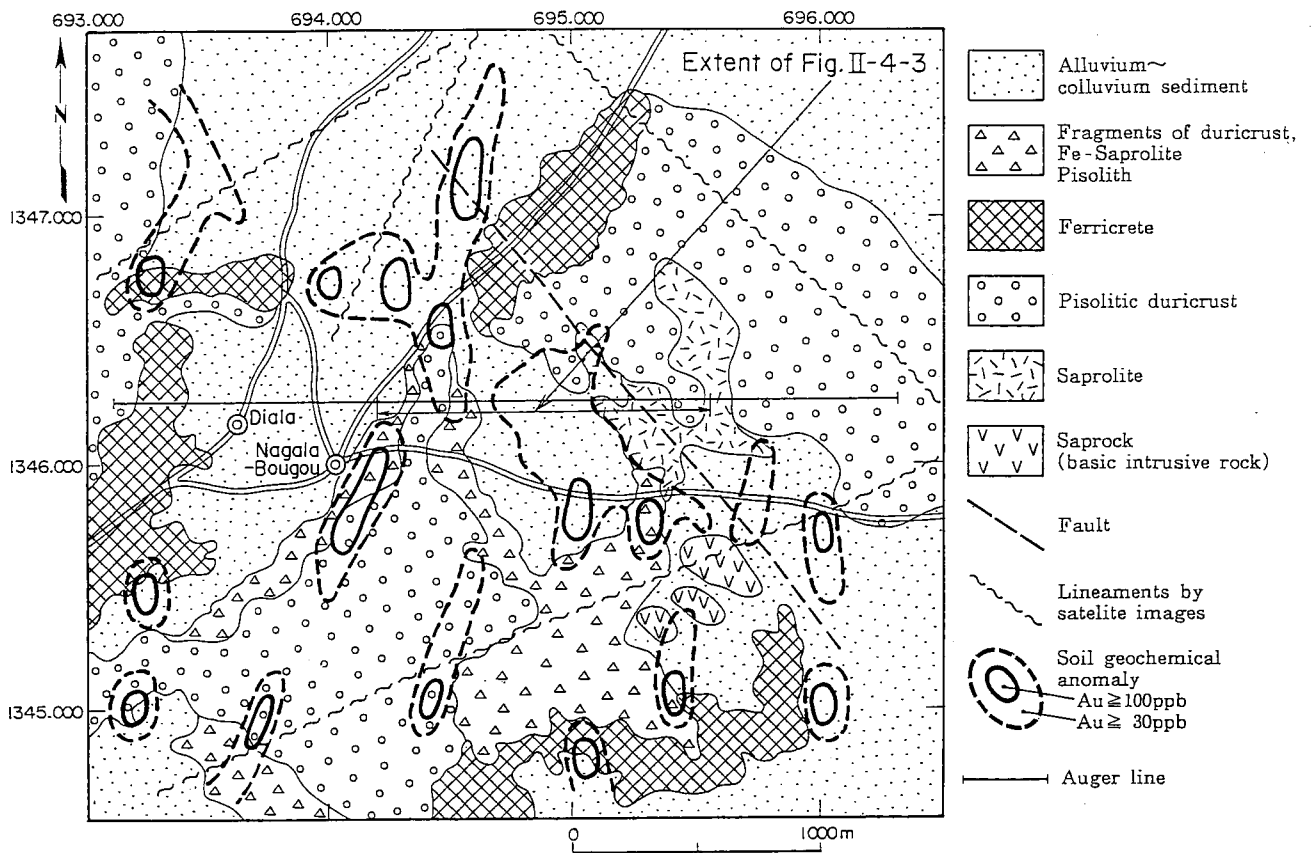 693.000
694.000
695.000
696.000
Extent of Fig. II-4-3
N
1347.000
1346.000
1345.000
Diala
Nagala
-Bougou
0
1000m
Alluvium~
colluvium sediment
Fragments of duricrust,
Fe-Saprolite
Pisolith
Ferricrete
Pisolitic duricrust
Saprolite
Saprock
(basic intrusive rock)
Fault
Lineaments by
satelite images
Soil geochemical
anomaly
Au≧100ppb
Au≧ 30ppb
Auger line